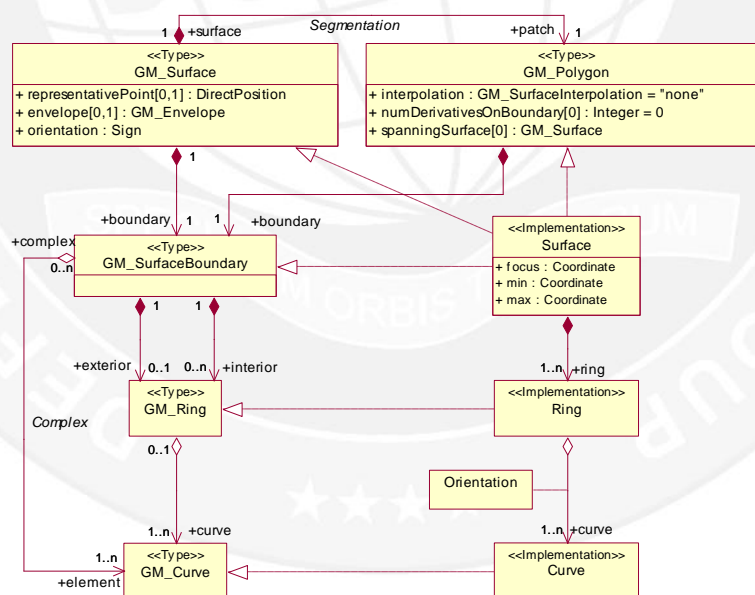 Segmentation
1 +surface
+patch 1
<<Type>>
GM_Surface
+ representativePoint[0,1] : DirectPosition
+ envelope[0,1] : GM_Envelope
+ orientation : Sign
<<Type>>
GM_Polygon
+ interpolation : GM_SurfaceInterpolation = "none"
+ numDerivativesOnBoundary[0] : Integer = 0
+ spanningSurface[0] : GM_Surface
1
+boundary 1
1 +boundary
+complex
0..n
<<Type>>
GM_SurfaceBoundary
<<Implementation>>
Surface
+ focus : Coordinate
+ min : Coordinate
+ max : Coordinate
1 1
+exterior 0..1
0..n +interior
1..n +ring
<<Type>>
GM_Ring
<<Implementation>>
Ring
Complex
0..1
Orientation
1..n +curve
1..n +curve
1..n
+element
<<Type>>
GM_Curve
<<Implementation>>
Curve
ORBIS
UM